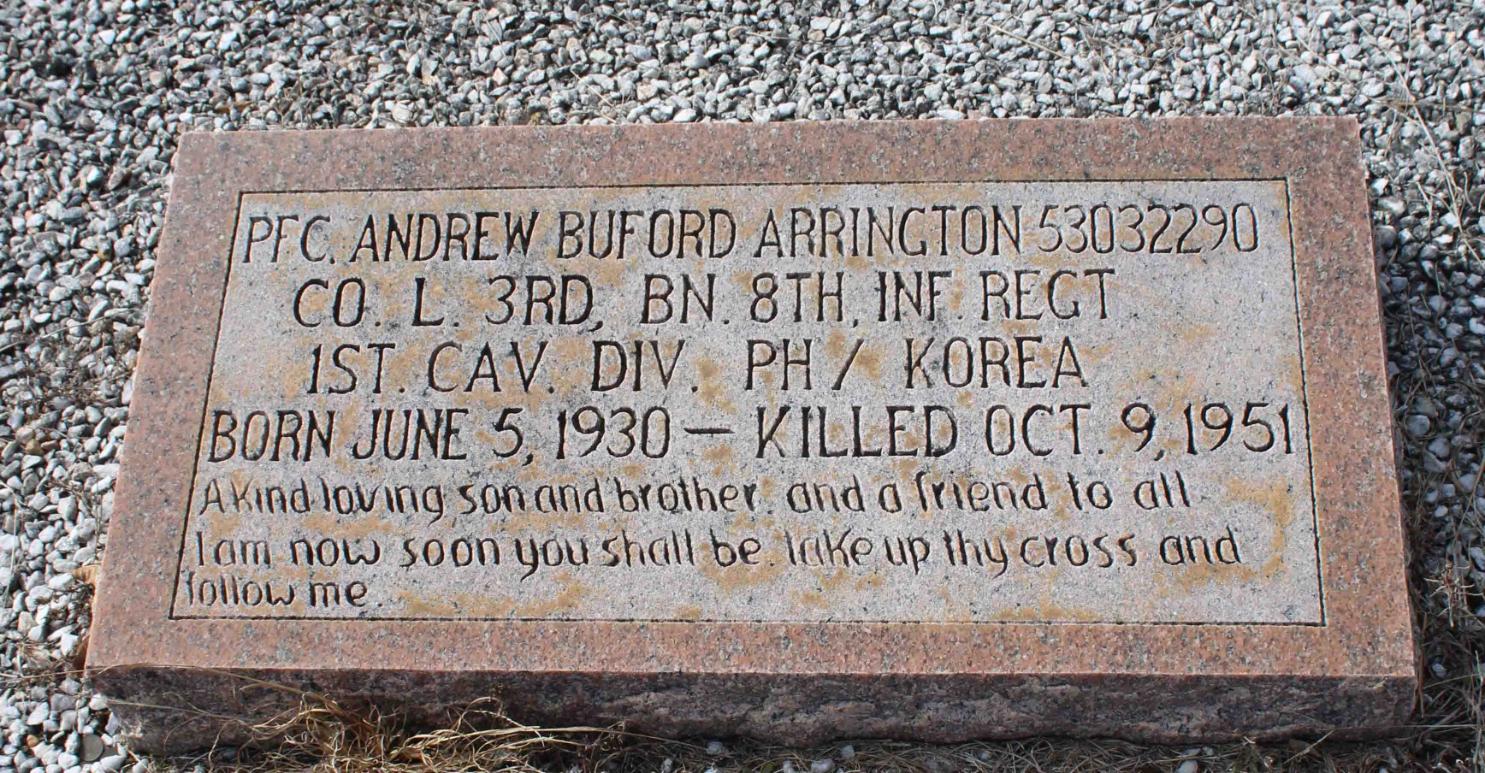 PFC. ANDREW BUFORD ARRINGTON 53032290
CO. L. 3RD, BN. 8TH. INF. REGT
1ST. CAV. DIV. PH / KOREA
BORN JUNE 5, 1930 — KILLED OCT. 9, 1951
A kind loving son and brother. and a friend to all
I am now soon you shall be. take up thy cross and
follow me.